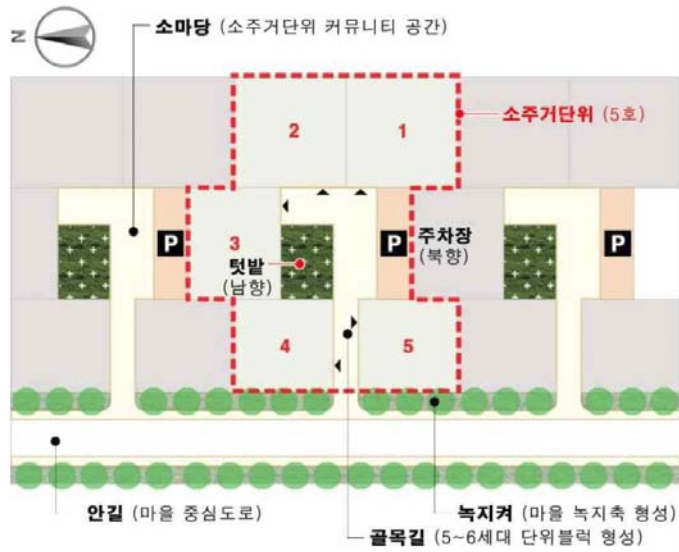 소마당 (소주거단위 커뮤니티 공간)
N
2
1
소주거단위 (5호)
P
3
P
주차장
(북향)
P
텃밭
(남향)
4
5
안길 (마을 중심도로)
녹지켜 (마을 녹지축 형성)
골목길 (5~6세대 단위블럭 형성)